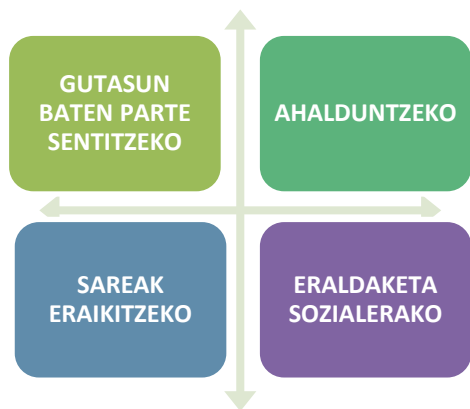 GUTASUN
BATEN PARTE
SENTITZEKO
AHALDUNTZEKO
SAREAK
ERAIKITZEKO
ERALDAKETA
SOZIALERAKO